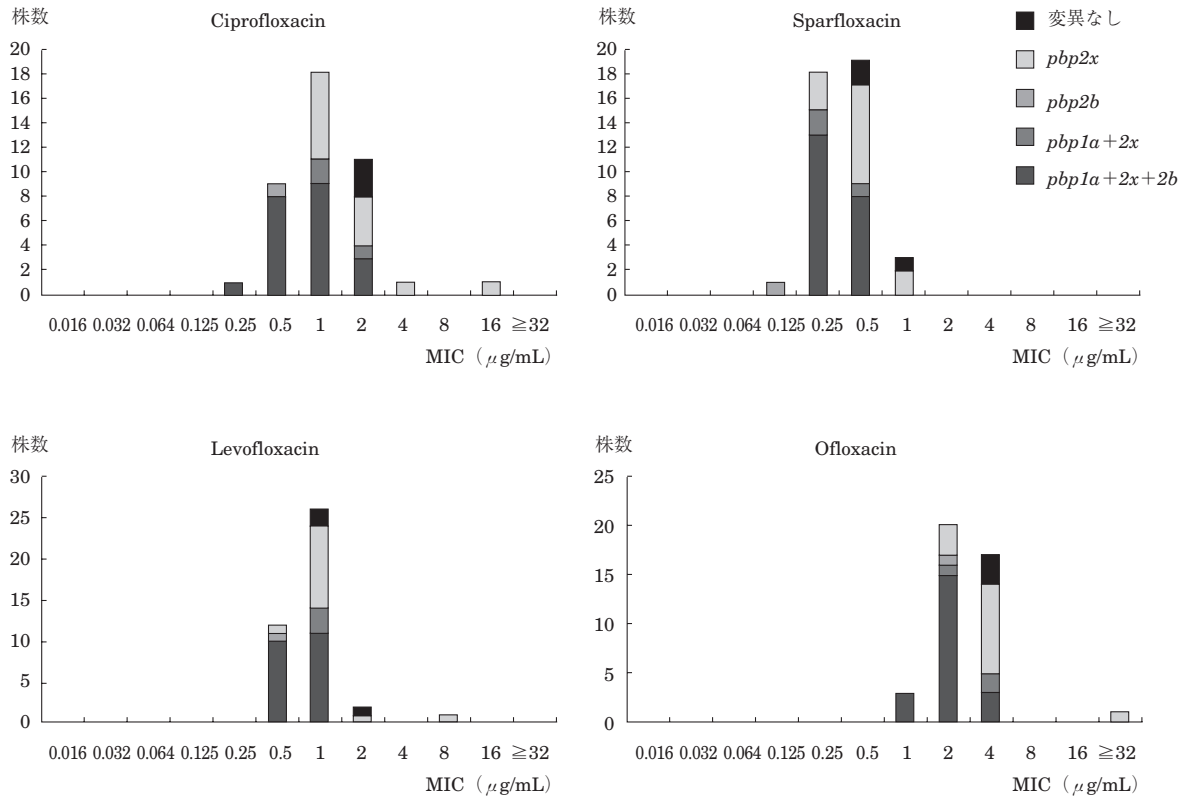 株数
Ciprofloxacin
20
18
16
14
12
10
8
6
4
2
0
0.016 0.032 0.064 0.125 0.25 0.5 1 2 4 8 16 ≧32
MIC（μg/mL）
株数
Sparfloxacin
20
18
16
14
12
10
8
6
4
2
0
0.016 0.032 0.064 0.125 0.25 0.5 1 2 4 8 16 ≧32
MIC（μg/mL）
変異なし
pbp2x
pbp2b
pbp1a＋2x
pbp1a＋2x＋2b
株数
Levofloxacin
30
25
20
15
10
5
0
0.016 0.032 0.064 0.125 0.25 0.5 1 2 4 8 16 ≧32
MIC（μg/mL）
株数
Ofloxacin
25
20
15
10
5
0
0.016 0.032 0.064 0.125 0.25 0.5 1 2 4 8 16 ≧32
MIC（μg/mL）